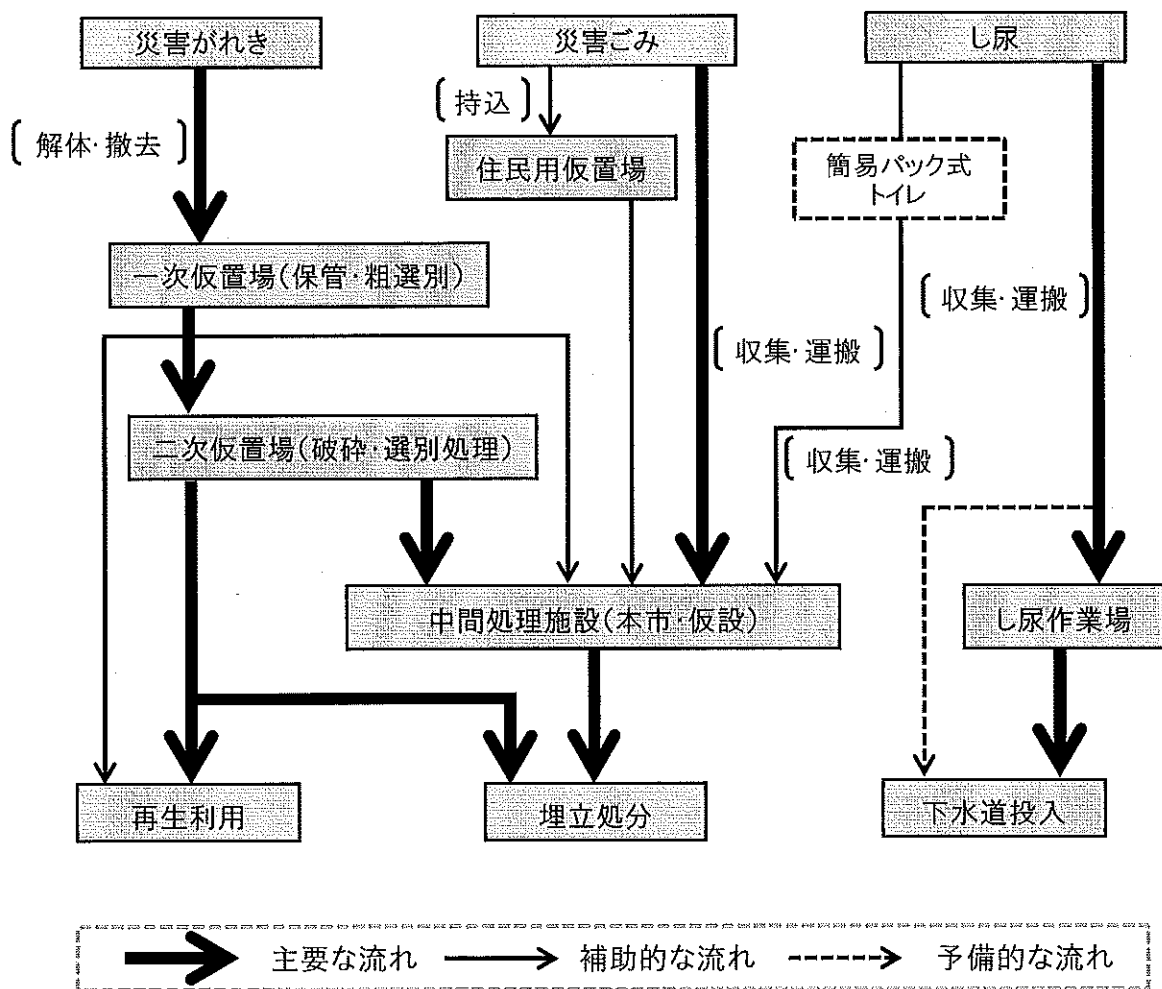 災害がれき
災害ごみ
し尿
〔持込〕
〔解体・撤去〕
住民用仮置場
簡易パック式
トイレ
一次仮置場(保管・粗選別)
〔収集・運搬〕
〔収集・運搬〕
二次仮置場(破砕・選別処理)
〔収集・運搬〕
中間処理施設(本市・仮設)
し尿作業場
再生利用
埋立処分
下水道投入
主要な流れ
補助的な流れ
予備的な流れ